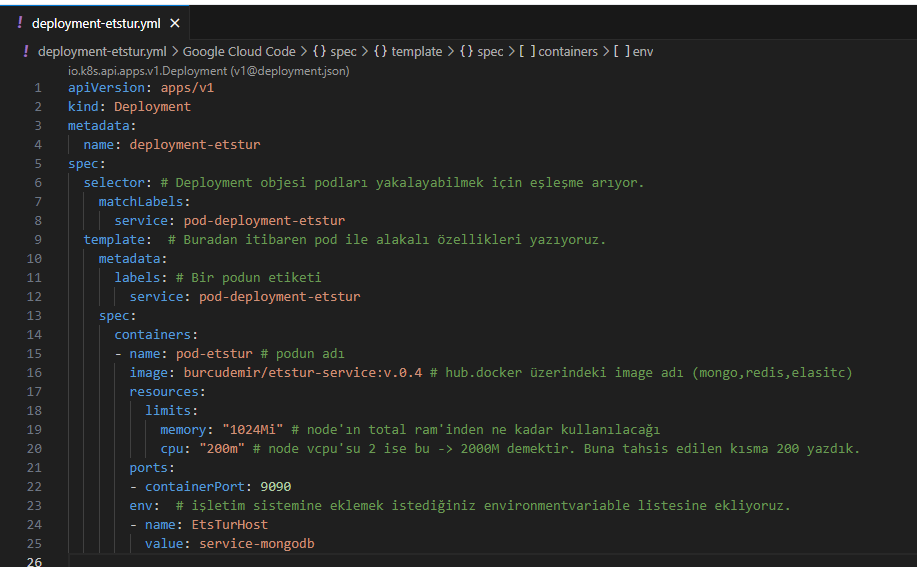 ! deployment-etstur.yml ×
! deployment-etstur.yml > Google Cloud Code > {} spec > {} template > {} spec > [ ] containers > [ ] env
io.k8s.api.apps.v1.Deployment (v1@deployment.json)
1 apiVersion: apps/v1
2 kind: Deployment
3 metadata:
4   name: deployment-etstur
5 spec:
6   selector: # Deployment objesi podları yakalayabilmek için eşleşme arıyor.
7     matchLabels:
8       service: pod-deployment-etstur
9   template:  # Buradan itibaren pod ile alakalı özellikleri yazıyoruz.
10     metadata:
11       labels: # Bir podun etiketi
12         service: pod-deployment-etstur
13     spec:
14       containers:
15       - name: pod-etstur # podun adı
16         image: burcudemir/etstur-service:v.0.4 # hub.docker üzerindeki image adı (mongo,redis,elasitc)
17         resources:
18           limits:
19             memory: "1024Mi" # node'ın total ram'inden ne kadar kullanılacağı
20             cpu: "200m" # node vcpu'su 2 ise bu -> 2000M demektir. Buna tahsis edilen kısma 200 yazdık.
21         ports:
22         - containerPort: 9090
23         env:  # işletim sistemine eklemek istediğiniz environmentvariable listesine ekliyoruz.
24         - name: EtsTurHost
25           value: service-mongodb
26